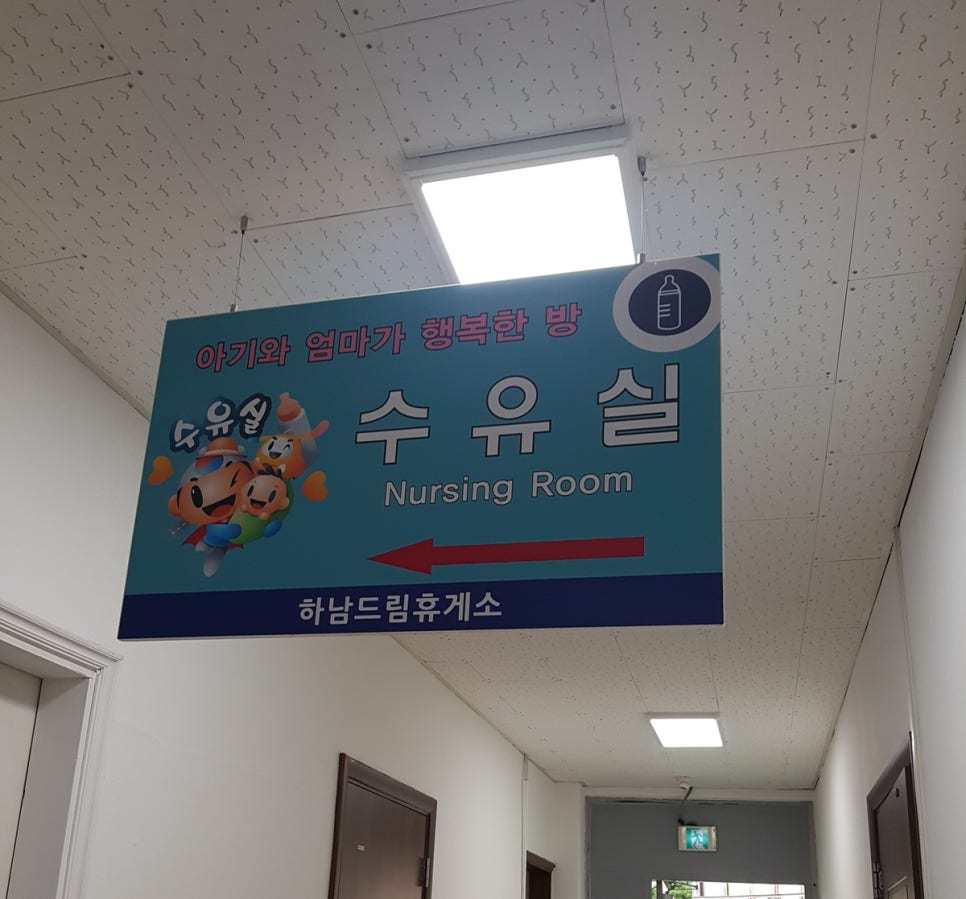 아기와 엄마가 행복한 방
수유실
수유실
Nursing Room
하남드림휴게소